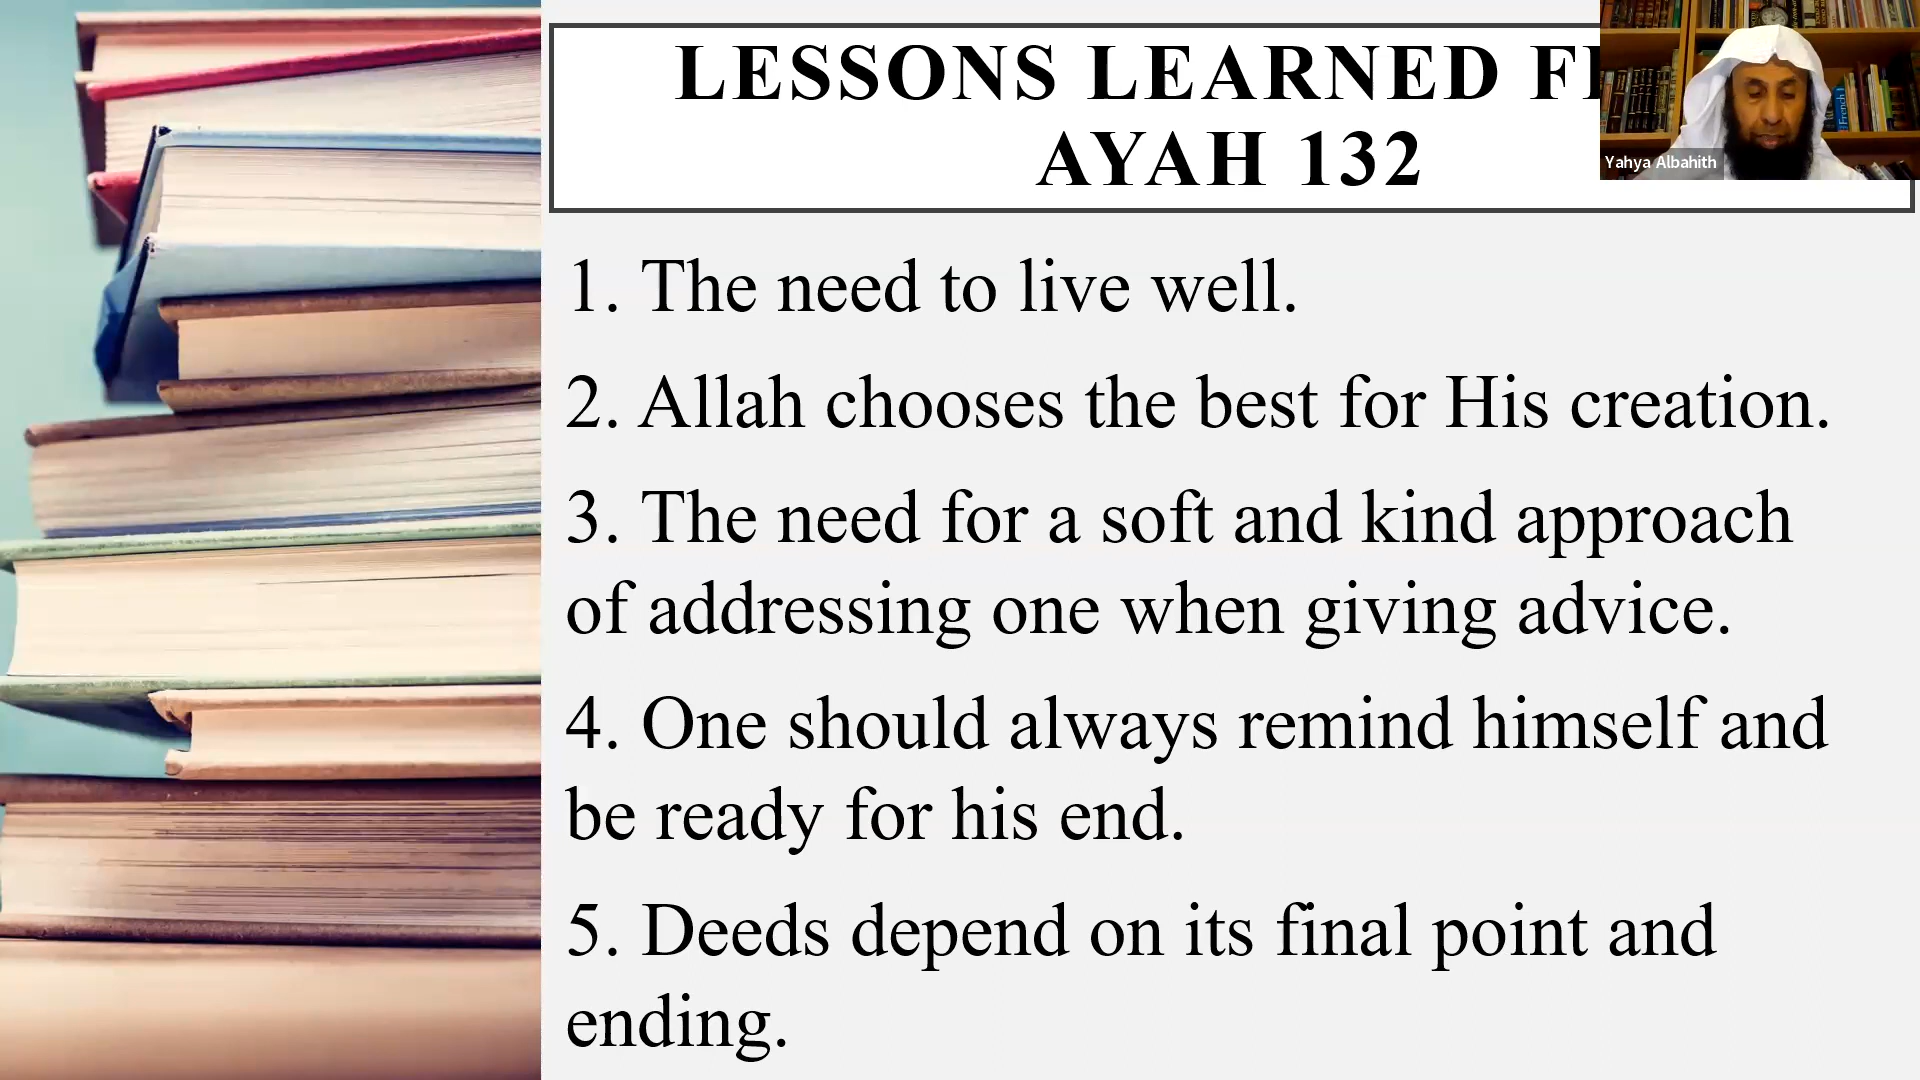 LESSONS LEARNED
AYAH 132
Yahya Albahith
1. The need to live well.
2. Allah chooses the best for His creation.
3. The need for a soft and kind approach
of addressing one when giving advice.
4. One should always remind himself and
be ready for his end.
5. Deeds depend on its final point and
ending.
French